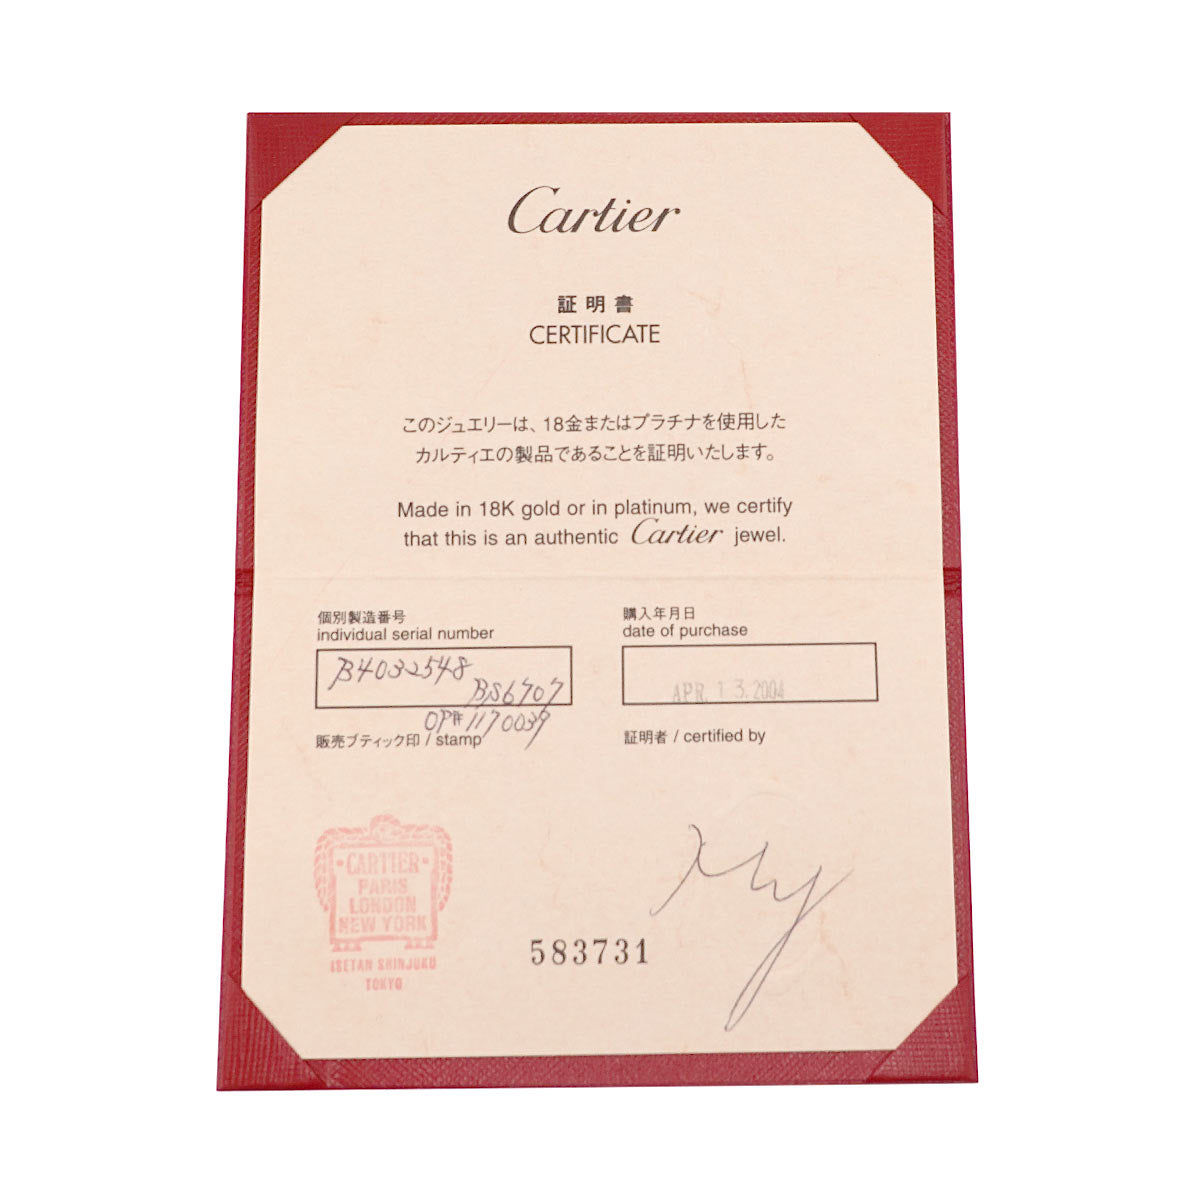 Cartier
証明書
CERTIFICATE
このジュエリーは、18金またはプラチナを使用した
カルティエの製品であることを証明いたします。
Made in 18K gold or in platinum, we certify
that this is an authentic Cartier jewel.
個別製造番号
individual serial number
B4032548
BS6707
OP# 1170039
購入年月日
date of purchase
APR. 13. 2004
販売ブティック印 / stamp
証明者 / certified by
·CARTIER·
PARIS
LONDON
NEW YORK
ISETAN SHINJUKU
TOKYO
583731